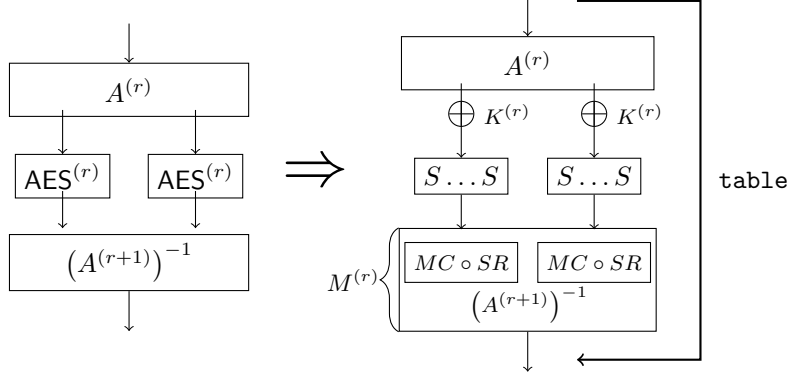 A^{(r)}
AES^{(r)} AES^{(r)}
(A^{(r+1)})^{-1}
⇒
A^{(r)}
⊕ K^{(r)} ⊕ K^{(r)}
S...S S...S
MC ∘ SR MC ∘ SR
M^{(r)}
(A^{(r+1)})^{-1}
table